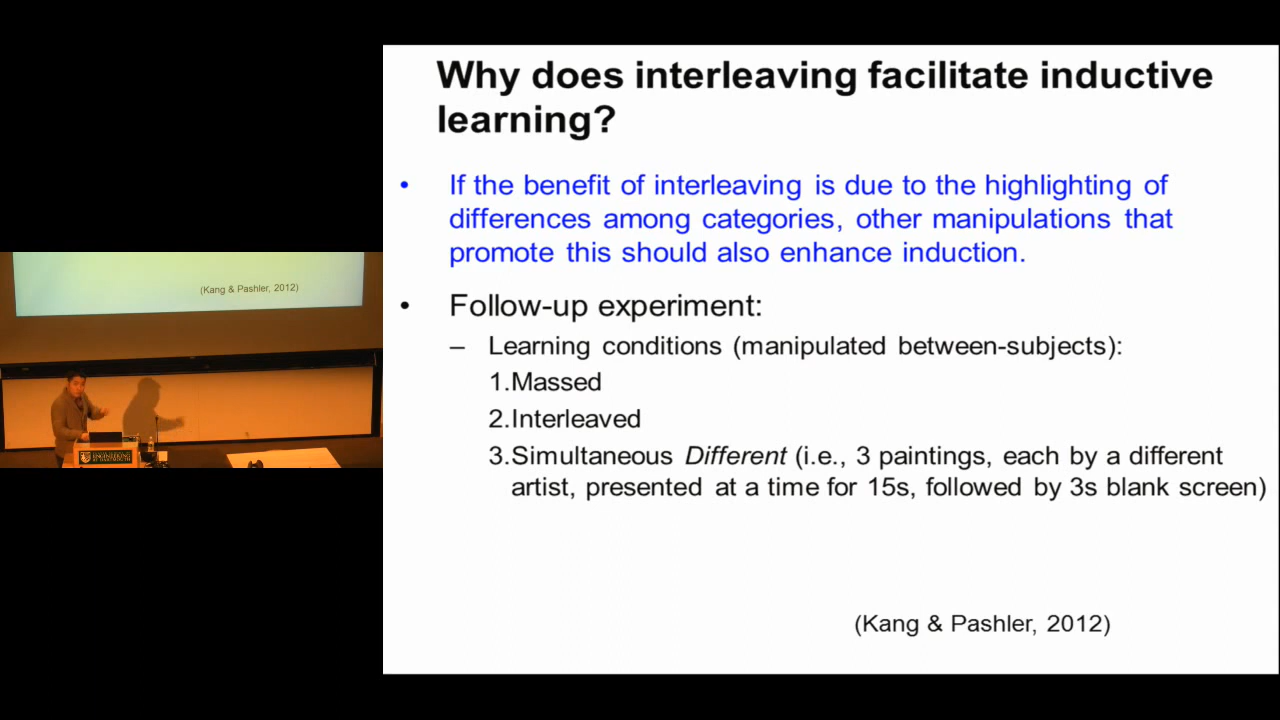 Why does interleaving facilitate inductive
learning?
• If the benefit of interleaving is due to the highlighting of
differences among categories, other manipulations that
promote this should also enhance induction.
• Follow-up experiment:
– Learning conditions (manipulated between-subjects):
1.Massed
2.Interleaved
3.Simultaneous Different (i.e., 3 paintings, each by a different
artist, presented at a time for 15s, followed by 3s blank screen)
(Kang & Pashler, 2012)
(Kang & Pashler, 2012)
ENGINEERING
AT DARTMOUTH